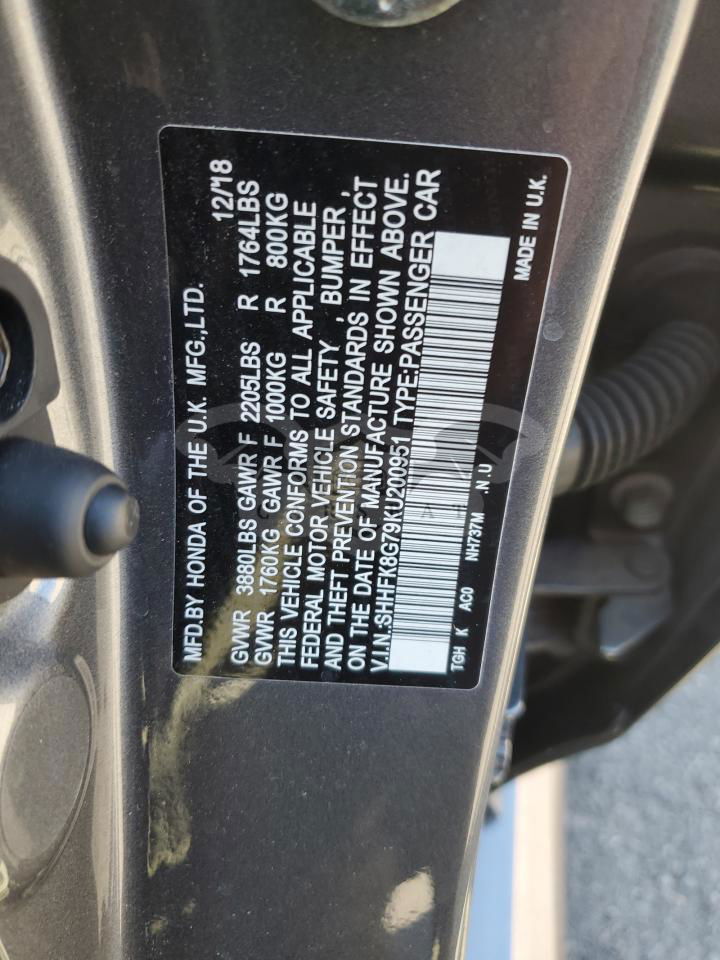 MFD.BY HONDA OF THE U.K. MFG.,LTD.
12/18
GVWR 3880LBS GAWR F 2205LBS R 1764LBS
GVWR 1760KG GAWR F 1000KG R 800KG
THIS VEHICLE CONFORMS TO ALL APPLICABLE
FEDERAL MOTOR VEHICLE SAFETY , BUMPER ,
AND THEFT PREVENTION STANDARDS IN EFFECT
ON THE DATE OF MANUFACTURE SHOWN ABOVE.
V.I.N.:SHHFK8G79KU200951 TYPE:PASSENGER CAR
TGH K AC0 NH737M .N.U
MADE IN U.K.